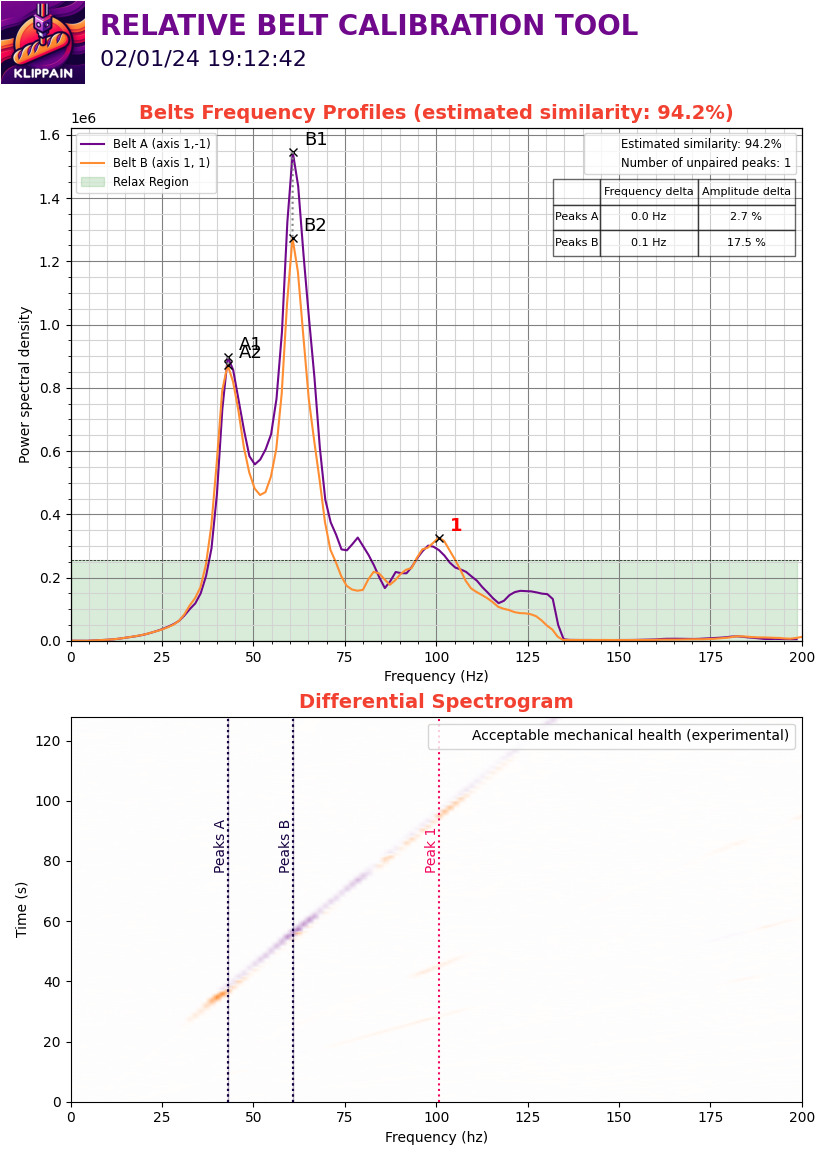 KLIPPAIN
RELATIVE BELT CALIBRATION TOOL
02/01/24 19:12:42
Belts Frequency Profiles (estimated similarity: 94.2%)
1e6
Belt A (axis 1,-1)
Belt B (axis 1, 1)
Relax Region
Estimated similarity: 94.2%
Number of unpaired peaks: 1
Frequency delta Amplitude delta
Peaks A 0.0 Hz 2.7 %
Peaks B 0.1 Hz 17.5 %
B1
B2
A1
A2
1
1.6
1.4
1.2
1.0
0.8
0.6
0.4
0.2
0.0
Power spectral density
0 25 50 75 100 125 150 175 200
Frequency (Hz)
Differential Spectrogram
Acceptable mechanical health (experimental)
Peaks A
Peaks B
Peak 1
120
100
80
60
40
20
0
Time (s)
0 25 50 75 100 125 150 175 200
Frequency (hz)